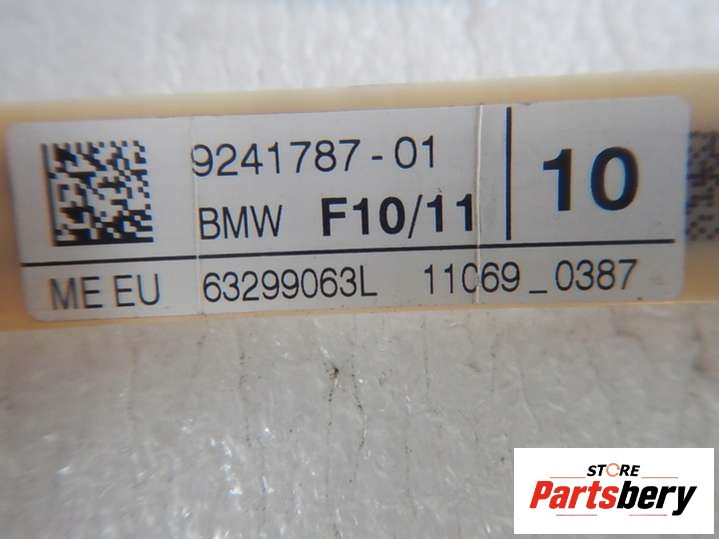 9241787-01
BMW F10/11
10
ME EU 63299063L 11069_0387
STORE
Partsbery